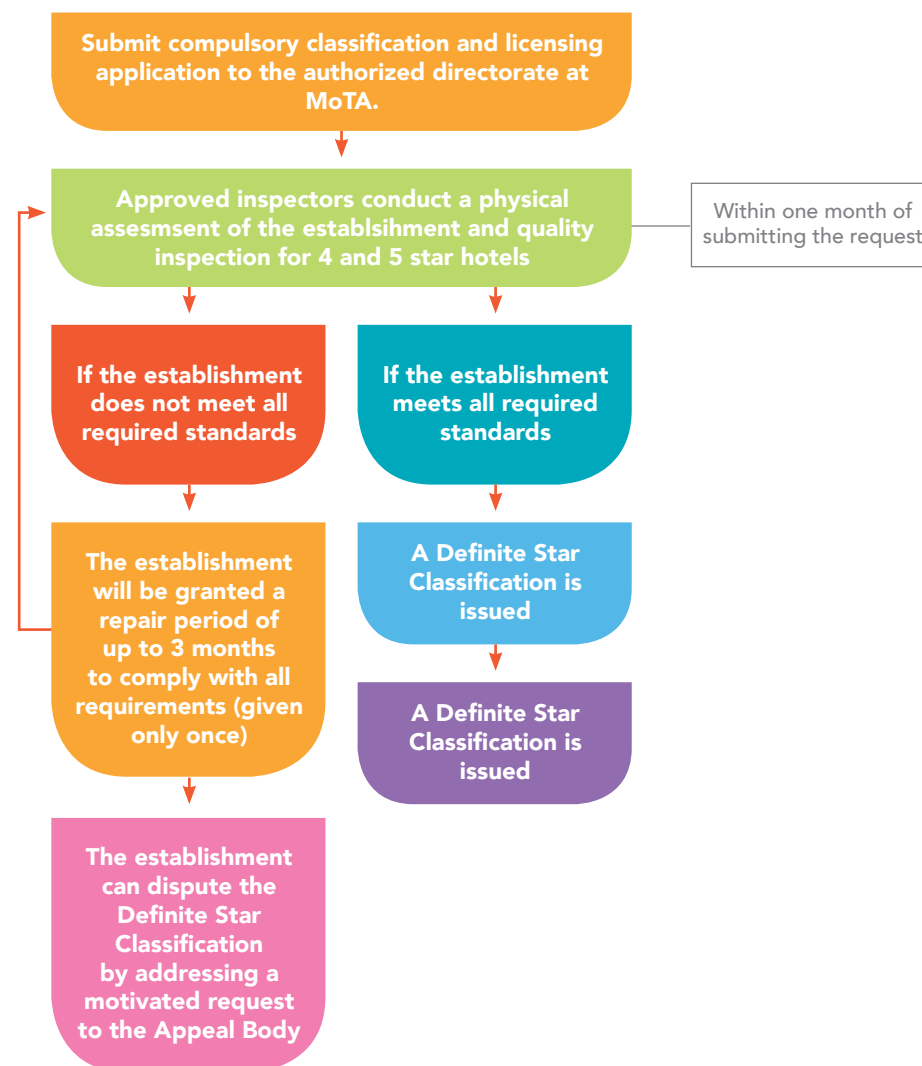 Submit compulsory classification and licensing
application to the authorized directorate at
MoTA.
Approved inspectors conduct a physical
assesmsent of the establsihment and quality
inspection for 4 and 5 star hotels
Within one month of
submitting the request
If the establishment
does not meet all
required standards
If the establishment
meets all required
standards
The establishment
will be granted a
repair period of
up to 3 months
to comply with all
requirements (given
only once)
A Definite Star
Classification is
issued
A Definite Star
Classification is
issued
The establishment
can dispute the
Definite Star
Classification
by addressing a
motivated request
to the Appeal Body